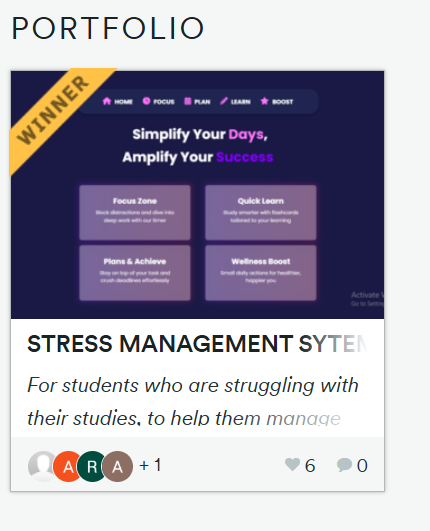 PORTFOLIO
WINNER
HOME FOCUS PLAN LEARN BOOST
Simplify Your Days,
Amplify Your Success
Focus Zone
Block distractions and dive into
deep work with our timer
Quick Learn
Study smarter with flashcards
tailored to your learning
Plans & Achieve
Stay on top of your task and
crush deadlines effortlessly
Wellness Boost
Small daily actions for healthier,
happier you
Activate
Go to
STRESS MANAGEMENT SYTEM
For students who are struggling with
their studies, to help them manage
A R A + 1 6 0